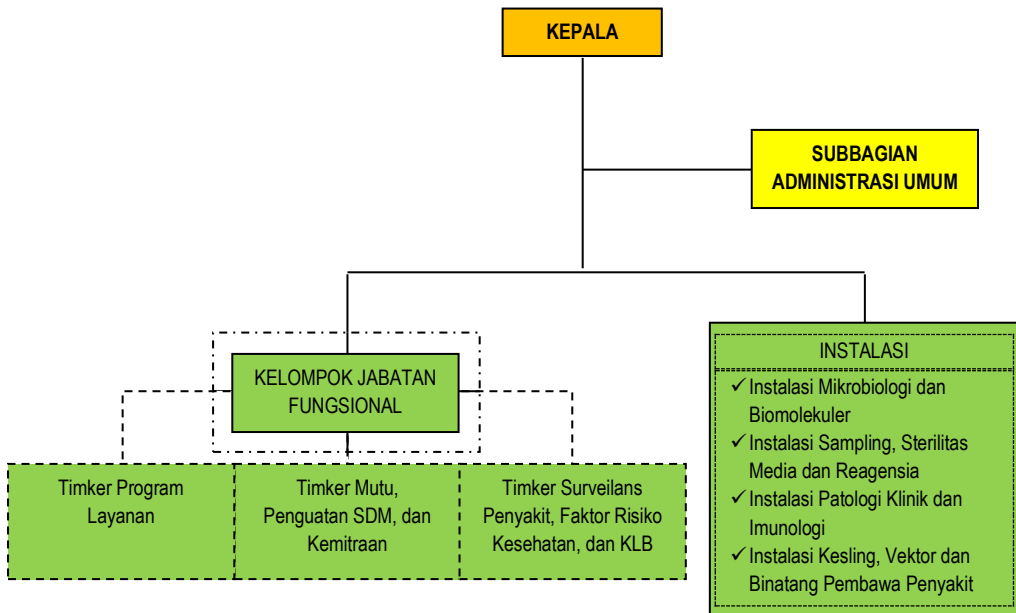 KEPALA
SUBBAGIAN
ADMINISTRASI UMUM
KELOMPOK JABATAN
FUNGSIONAL
Timker Program
Layanan
Timker Mutu,
Penguatan SDM, dan
Kemitraan
Timker Surveilans
Penyakit, Faktor Risiko
Kesehatan, dan KLB
INSTALASI
✓ Instalasi Mikrobiologi dan
Biomolekuler
✓ Instalasi Sampling, Sterilitas
Media dan Reagensia
✓ Instalasi Patologi Klinik dan
Imunologi
✓ Instalasi Kesling, Vektor dan
Binatang Pembawa Penyakit